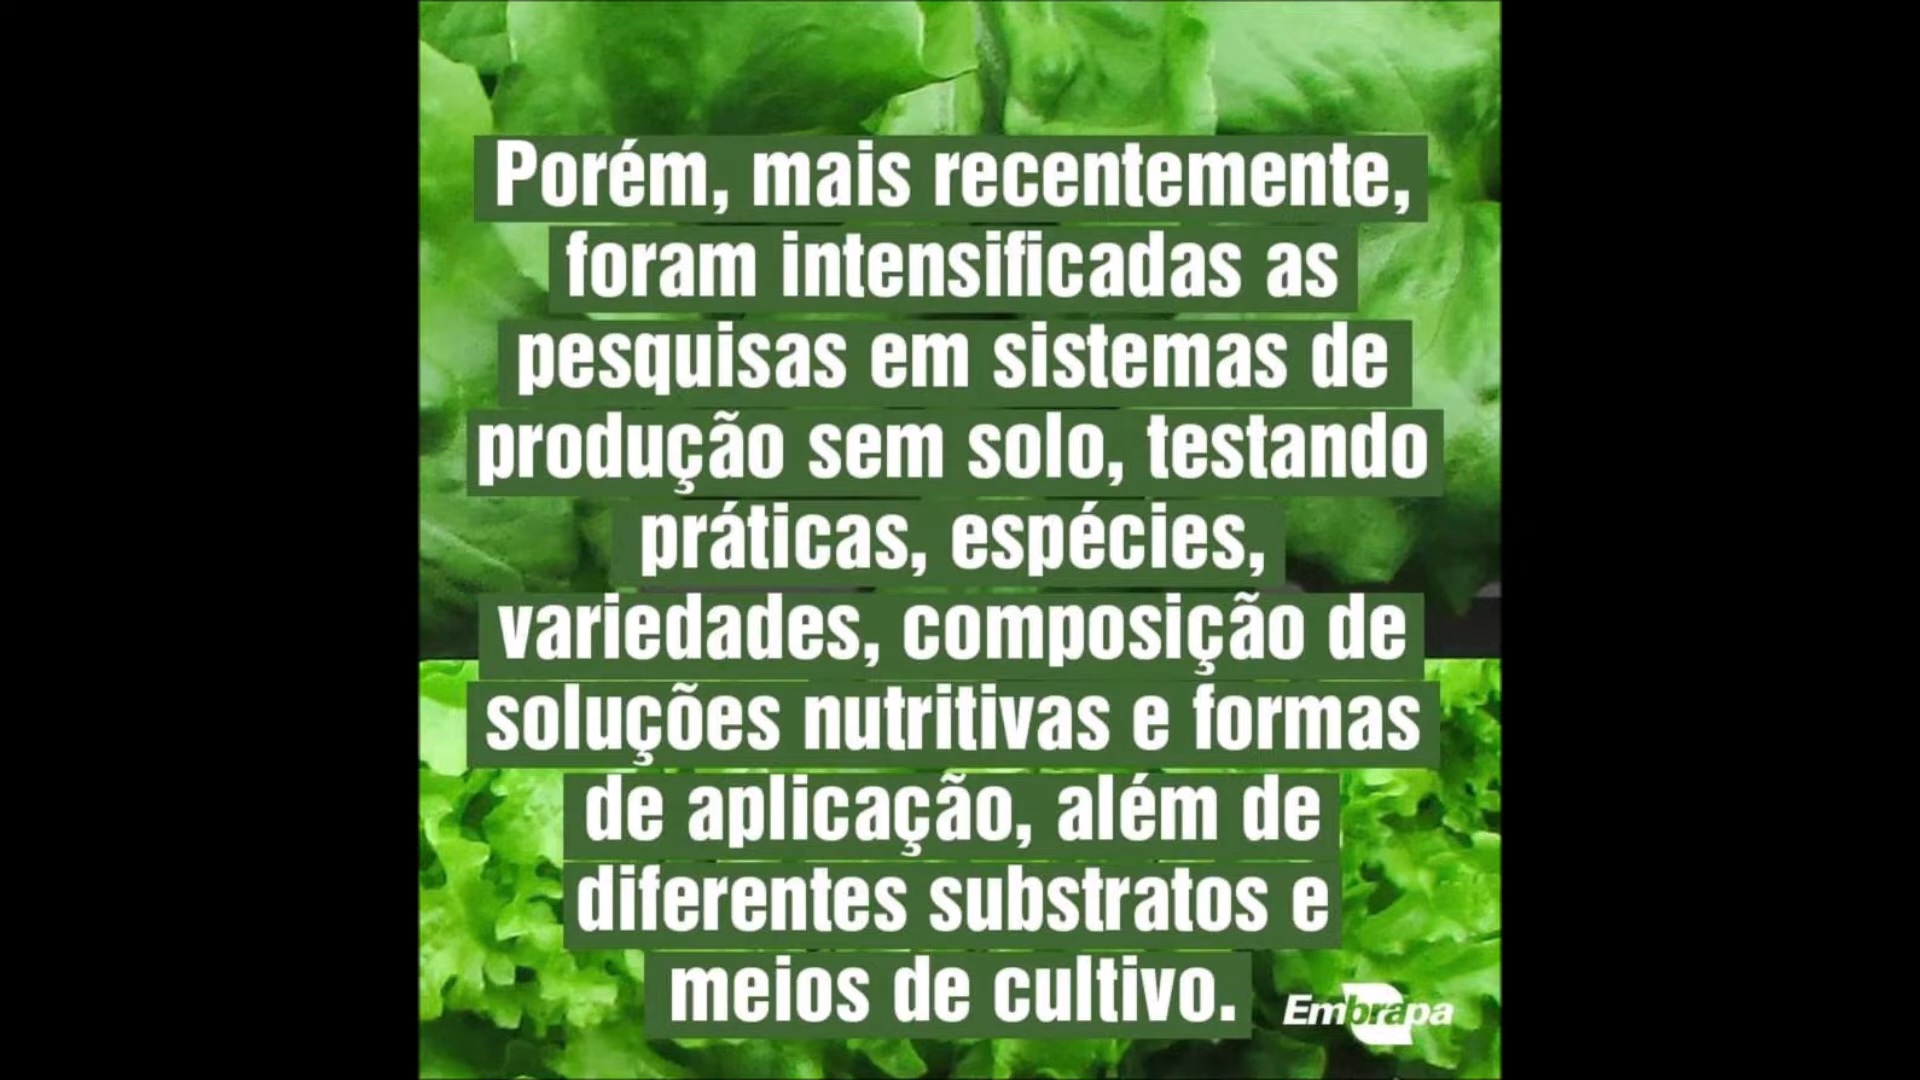 Porém, mais recentemente,
foram intensificadas as
pesquisas em sistemas de
produção sem solo, testando
práticas, espécies,
variedades, composição de
soluções nutritivas e formas
de aplicação, além de
diferentes substratos e
meios de cultivo.
Embrapa